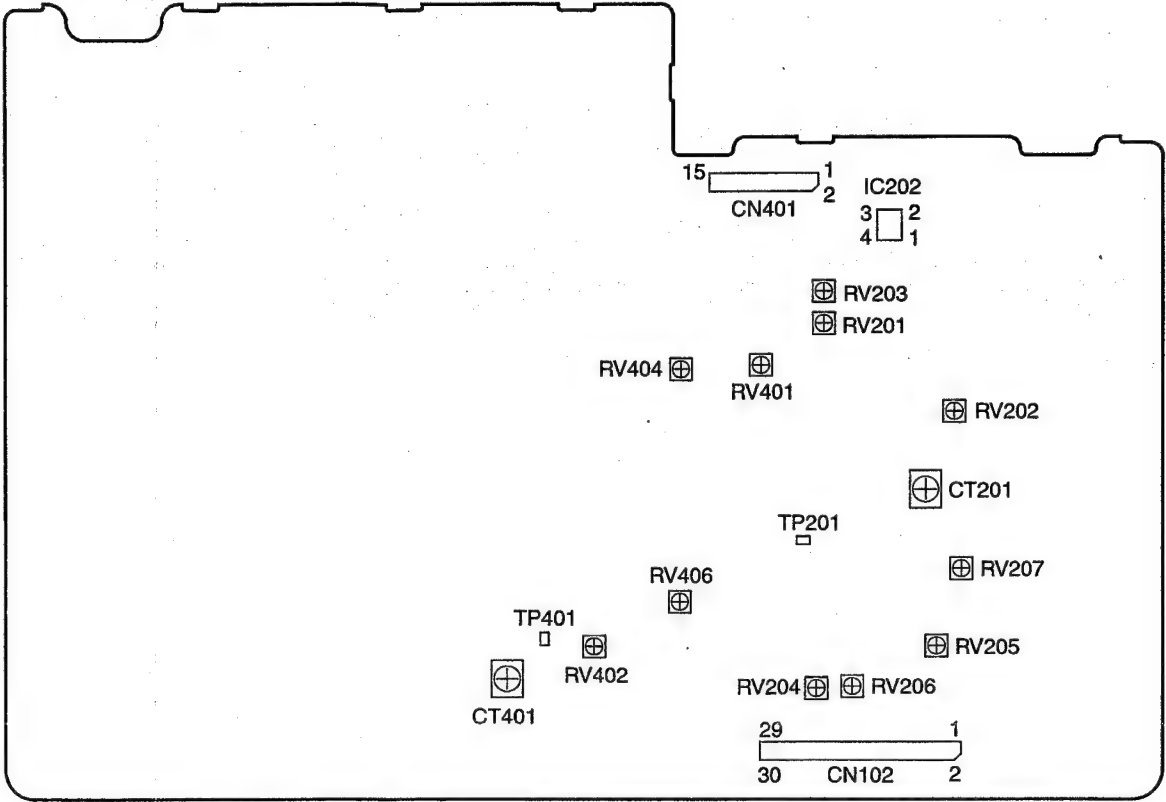 15
1
2
CN401
IC202
3
2
4
1
RV203
RV201
RV404
RV401
RV202
CT201
TP201
RV207
RV406
TP401
RV402
RV205
RV204
RV206
CT401
29
1
30
CN102
2